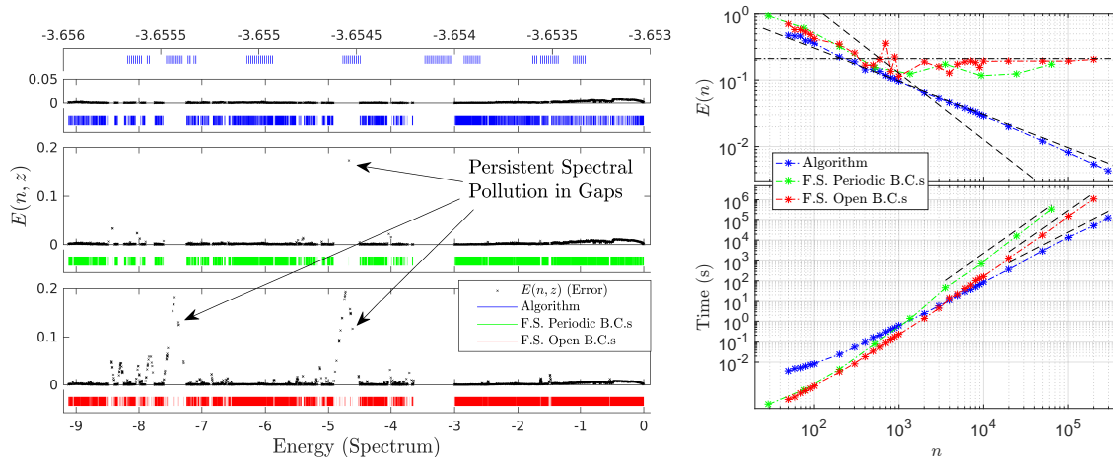 -3.656 -3.6555 -3.655 -3.6545 -3.654 -3.6535 -3.653
0.05
0
0.2
0.1
0
0.2
0.1
0
E(n, z)
Persistent Spectral
Pollution in Gaps
E(n, z) (Error)
Algorithm
F.S. Periodic B.C.s
F.S. Open B.C.s
-9 -8 -7 -6 -5 -4 -3 -2 -1 0
Energy (Spectrum)
10^0
10^-1
10^-2
E(n)
Algorithm
F.S. Periodic B.C.s
F.S. Open B.C.s
10^6
10^5
10^4
10^3
10^2
10^1
10^0
10^-1
10^-2
Time (s)
10^2 10^3 10^4 10^5
n